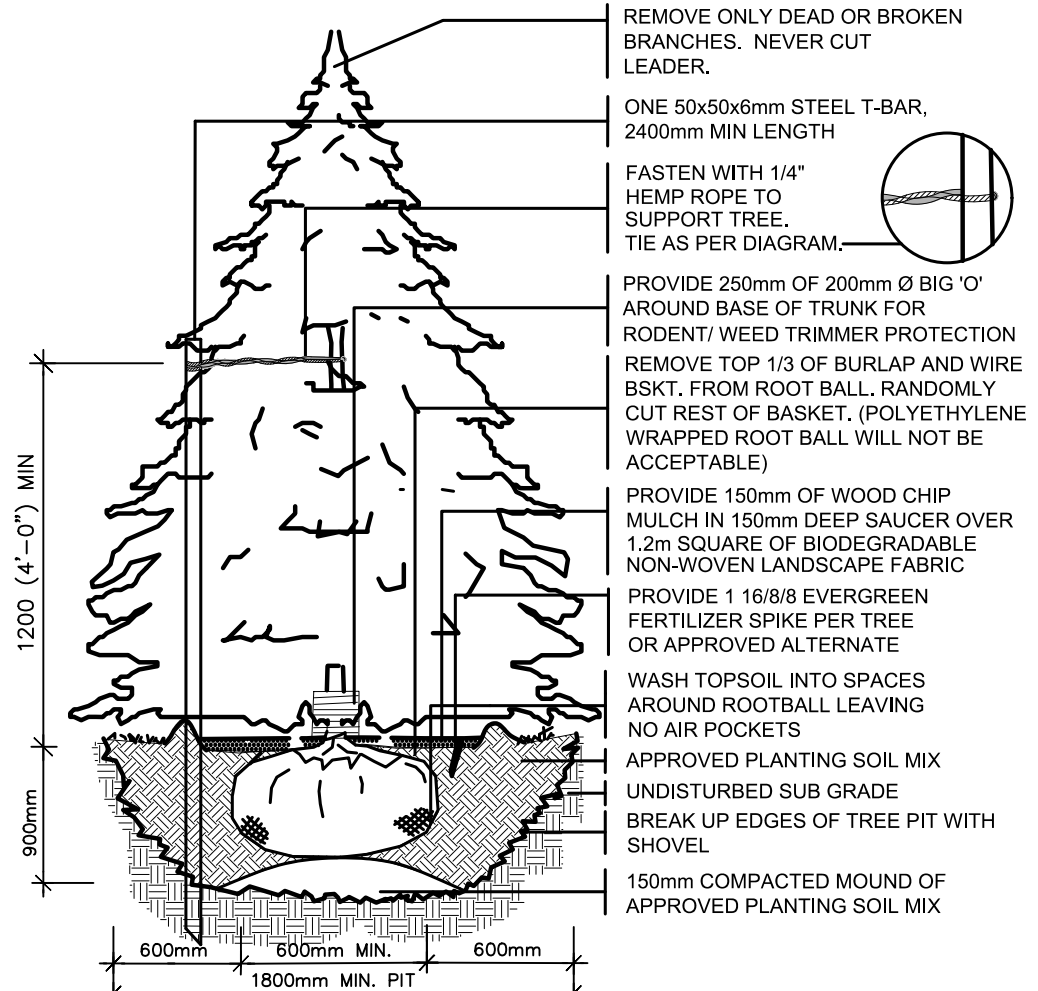 REMOVE ONLY DEAD OR BROKEN
BRANCHES. NEVER CUT
LEADER.
ONE 50x50x6mm STEEL T-BAR,
2400mm MIN LENGTH
FASTEN WITH 1/4"
HEMP ROPE TO
SUPPORT TREE.
TIE AS PER DIAGRAM.
PROVIDE 250mm OF 200mm Ø BIG 'O'
AROUND BASE OF TRUNK FOR
RODENT/ WEED TRIMMER PROTECTION
REMOVE TOP 1/3 OF BURLAP AND WIRE
BSKT. FROM ROOT BALL. RANDOMLY
CUT REST OF BASKET. (POLYETHYLENE
WRAPPED ROOT BALL WILL NOT BE
ACCEPTABLE)
PROVIDE 150mm OF WOOD CHIP
MULCH IN 150mm DEEP SAUCER OVER
1.2m SQUARE OF BIODEGRADABLE
NON-WOVEN LANDSCAPE FABRIC
PROVIDE 1 16/8/8 EVERGREEN
FERTILIZER SPIKE PER TREE
OR APPROVED ALTERNATE
WASH TOPSOIL INTO SPACES
AROUND ROOTBALL LEAVING
NO AIR POCKETS
APPROVED PLANTING SOIL MIX
UNDISTURBED SUB GRADE
BREAK UP EDGES OF TREE PIT WITH
SHOVEL
150mm COMPACTED MOUND OF
APPROVED PLANTING SOIL MIX
1200 (4'-0") MIN
900mm
600mm
600mm MIN.
600mm
1800mm MIN. PIT